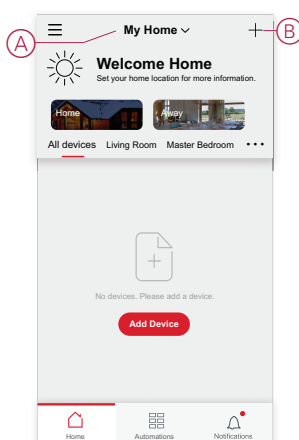 A
My Home
B
Welcome Home
Set your home location for more information.
Home
Away
All devices Living Room Master Bedroom
No devices. Please add a device.
Add Device
Home Automations Notifications